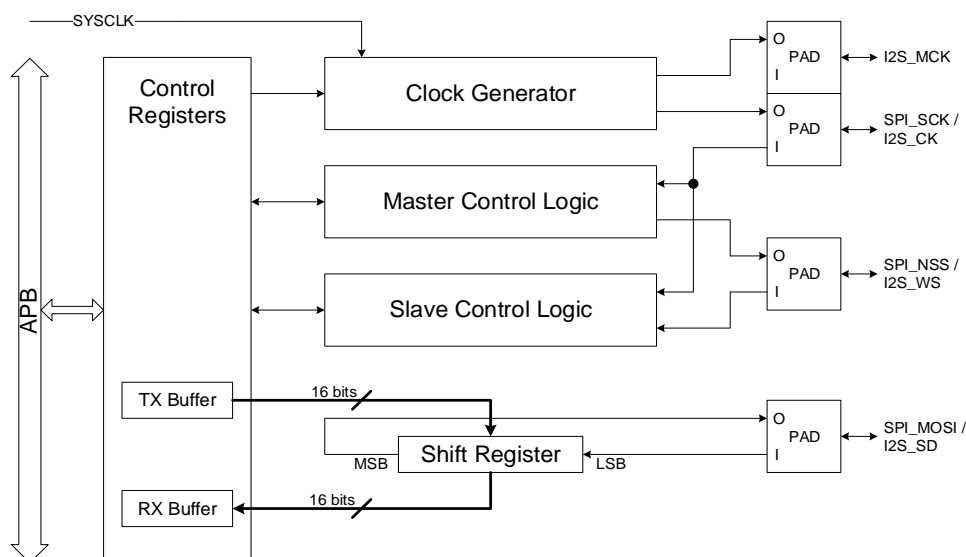 SYSCLK
O
PAD
I
I2S_MCK
Control
Registers
Clock Generator
O
PAD
I
SPI_SCK /
I2S_CK
Master Control Logic
O
PAD
I
SPI_NSS /
I2S_WS
APB
Slave Control Logic
TX Buffer
16 bits
O
PAD
I
SPI_MOSI /
I2S_SD
MSB
Shift Register
LSB
RX Buffer
16 bits